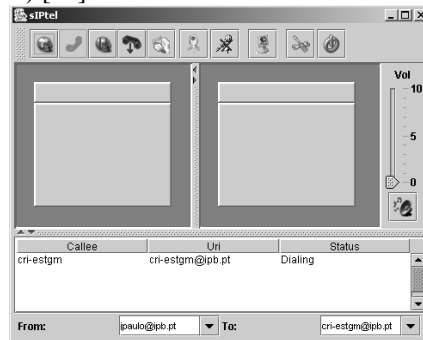 sIPtel
Vol
10
5
0
Callee Uri Status
cri-estgm cri-estgm@ipb.pt Dialing
From: ipaulo@ipb.pt To: cri-estgm@ipb.pt